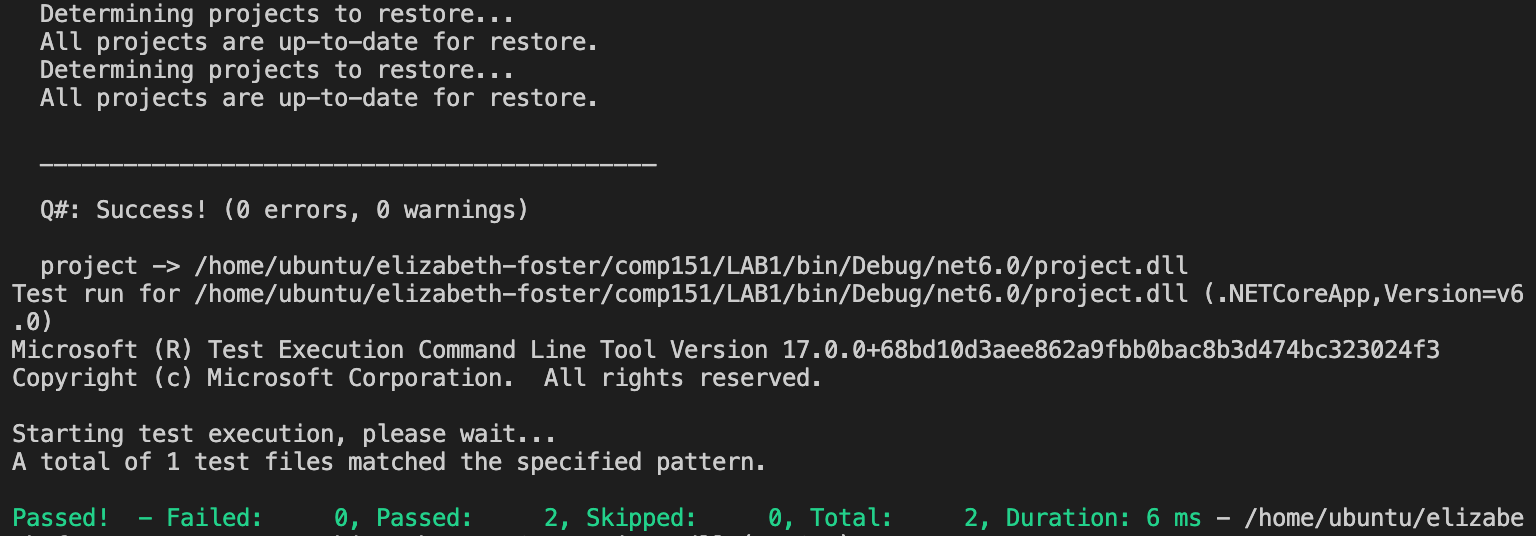 Determining projects to restore...
All projects are up-to-date for restore.
Determining projects to restore...
All projects are up-to-date for restore.
____________________________________________
Q#: Success! (0 errors, 0 warnings)
project -> /home/ubuntu/elizabeth-foster/comp151/LAB1/bin/Debug/net6.0/project.dll
Test run for /home/ubuntu/elizabeth-foster/comp151/LAB1/bin/Debug/net6.0/project.dll (.NETCoreApp,Version=v6
.0)
Microsoft (R) Test Execution Command Line Tool Version 17.0.0+68bd10d3aee862a9fbb0bac8b3d474bc323024f3
Copyright (c) Microsoft Corporation.  All rights reserved.
Starting test execution, please wait...
A total of 1 test files matched the specified pattern.
Passed!  - Failed:     0, Passed:     2, Skipped:     0, Total:     2, Duration: 6 ms - /home/ubuntu/elizabe